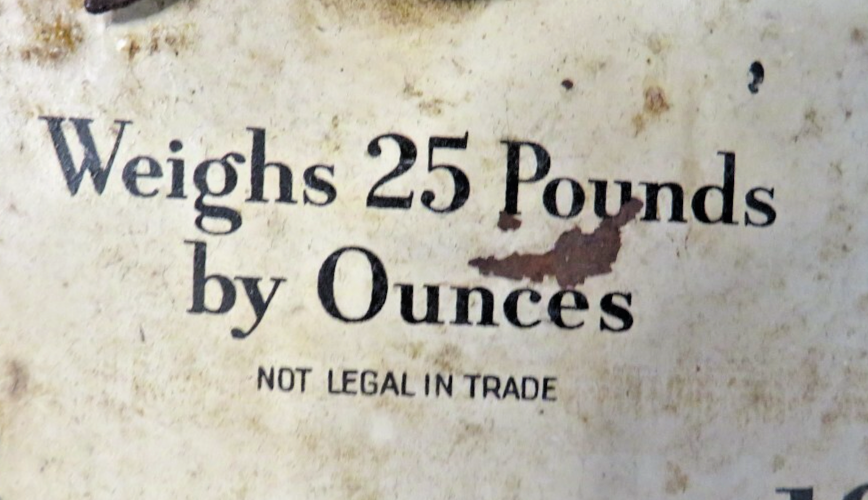 Weighs 25 Pounds
by Ounces
NOT LEGAL IN TRADE